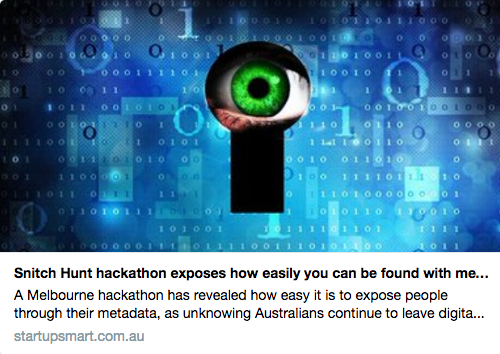 Snitch Hunt hackathon exposes how easily you can be found with me...
A Melbourne hackathon has revealed how easy it is to expose people
through their metadata, as unknowing Australians continue to leave digita...
startupsmart.com.au